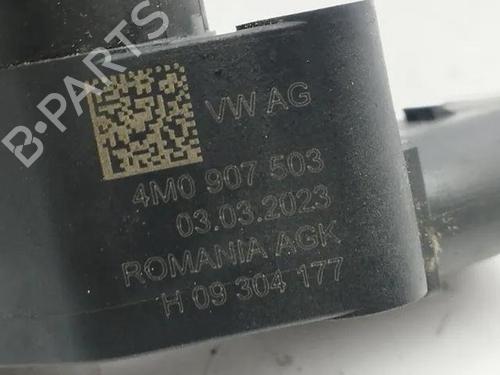 VW AG
4M0 907 503
03.03.2023
ROMANIA AGK
H 09 304 177
B-PARTS